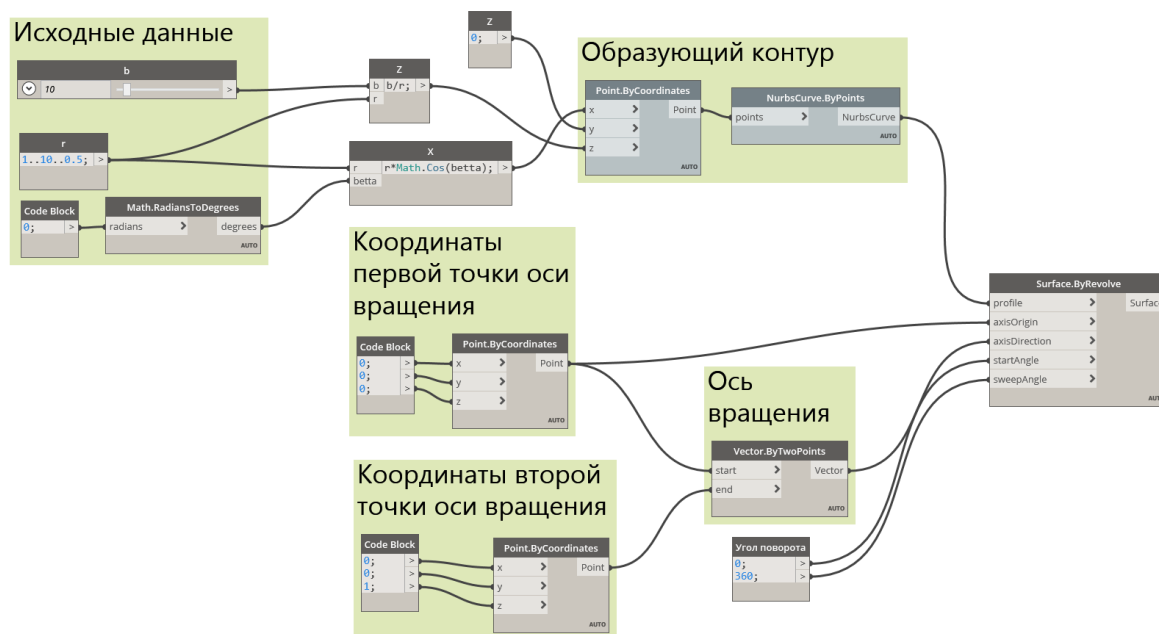 Исходные данные
b
10
>
r
1..10..0.5; >
Code Block
0; >
Math.RadiansToDegrees
radians > degrees
AUTO
Z
0; >
Z
b b/r; >
r
X
r r*Math.Cos(betta); >
betta
Образующий контур
Point.ByCoordinates
x > Point
y >
z >
AUTO
NurbsCurve.ByPoints
points > NurbsCurve
AUTO
Координаты
первой точки оси
вращения
Code Block
0; >
0; >
0; >
Point.ByCoordinates
x > Point
y >
z >
AUTO
Координаты второй
точки оси вращения
Code Block
0; >
0; >
1; >
Point.ByCoordinates
x > Point
y >
z >
AUTO
Ось
вращения
Vector.ByTwoPoints
start > Vector
end >
AUTO
Угол поворота
0; >
360; >
Surface.ByRevolve
profile > Surfac
axisOrigin >
axisDirection >
startAngle >
sweepAngle >
AUT